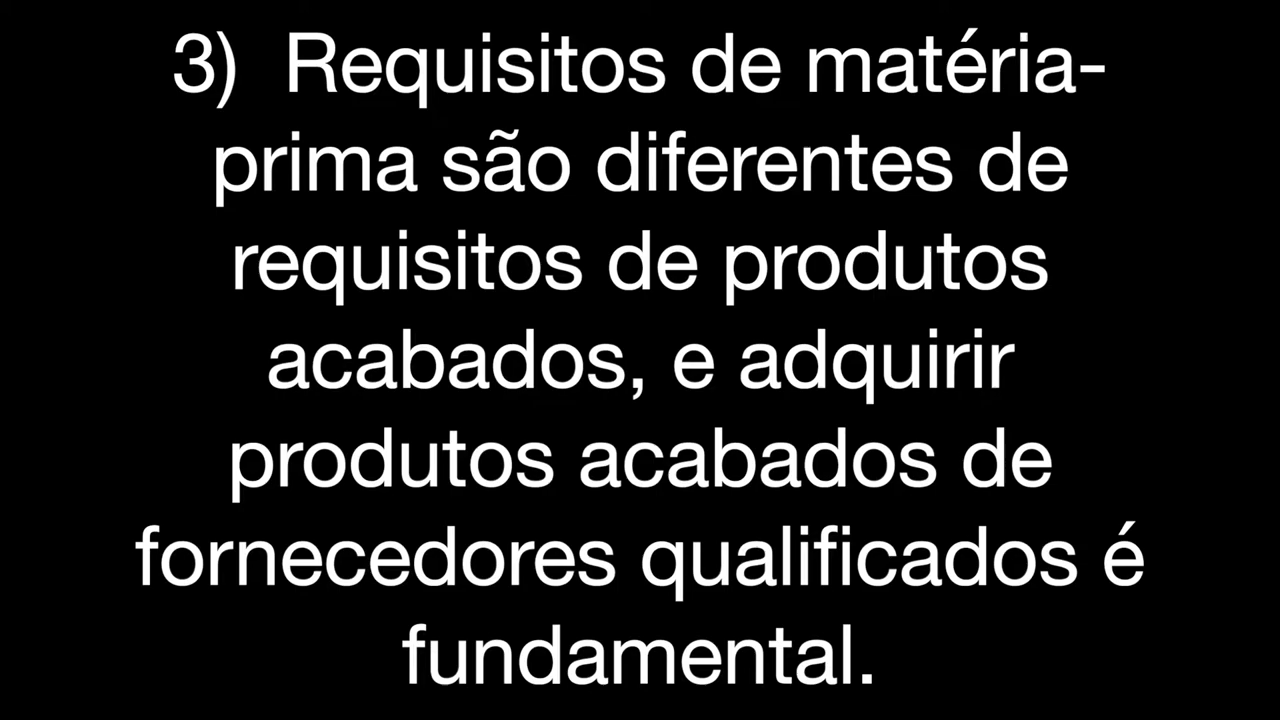 3)  Requisitos de matéria-
prima são diferentes de
requisitos de produtos
acabados, e adquirir
produtos acabados de
fornecedores qualificados é
fundamental.